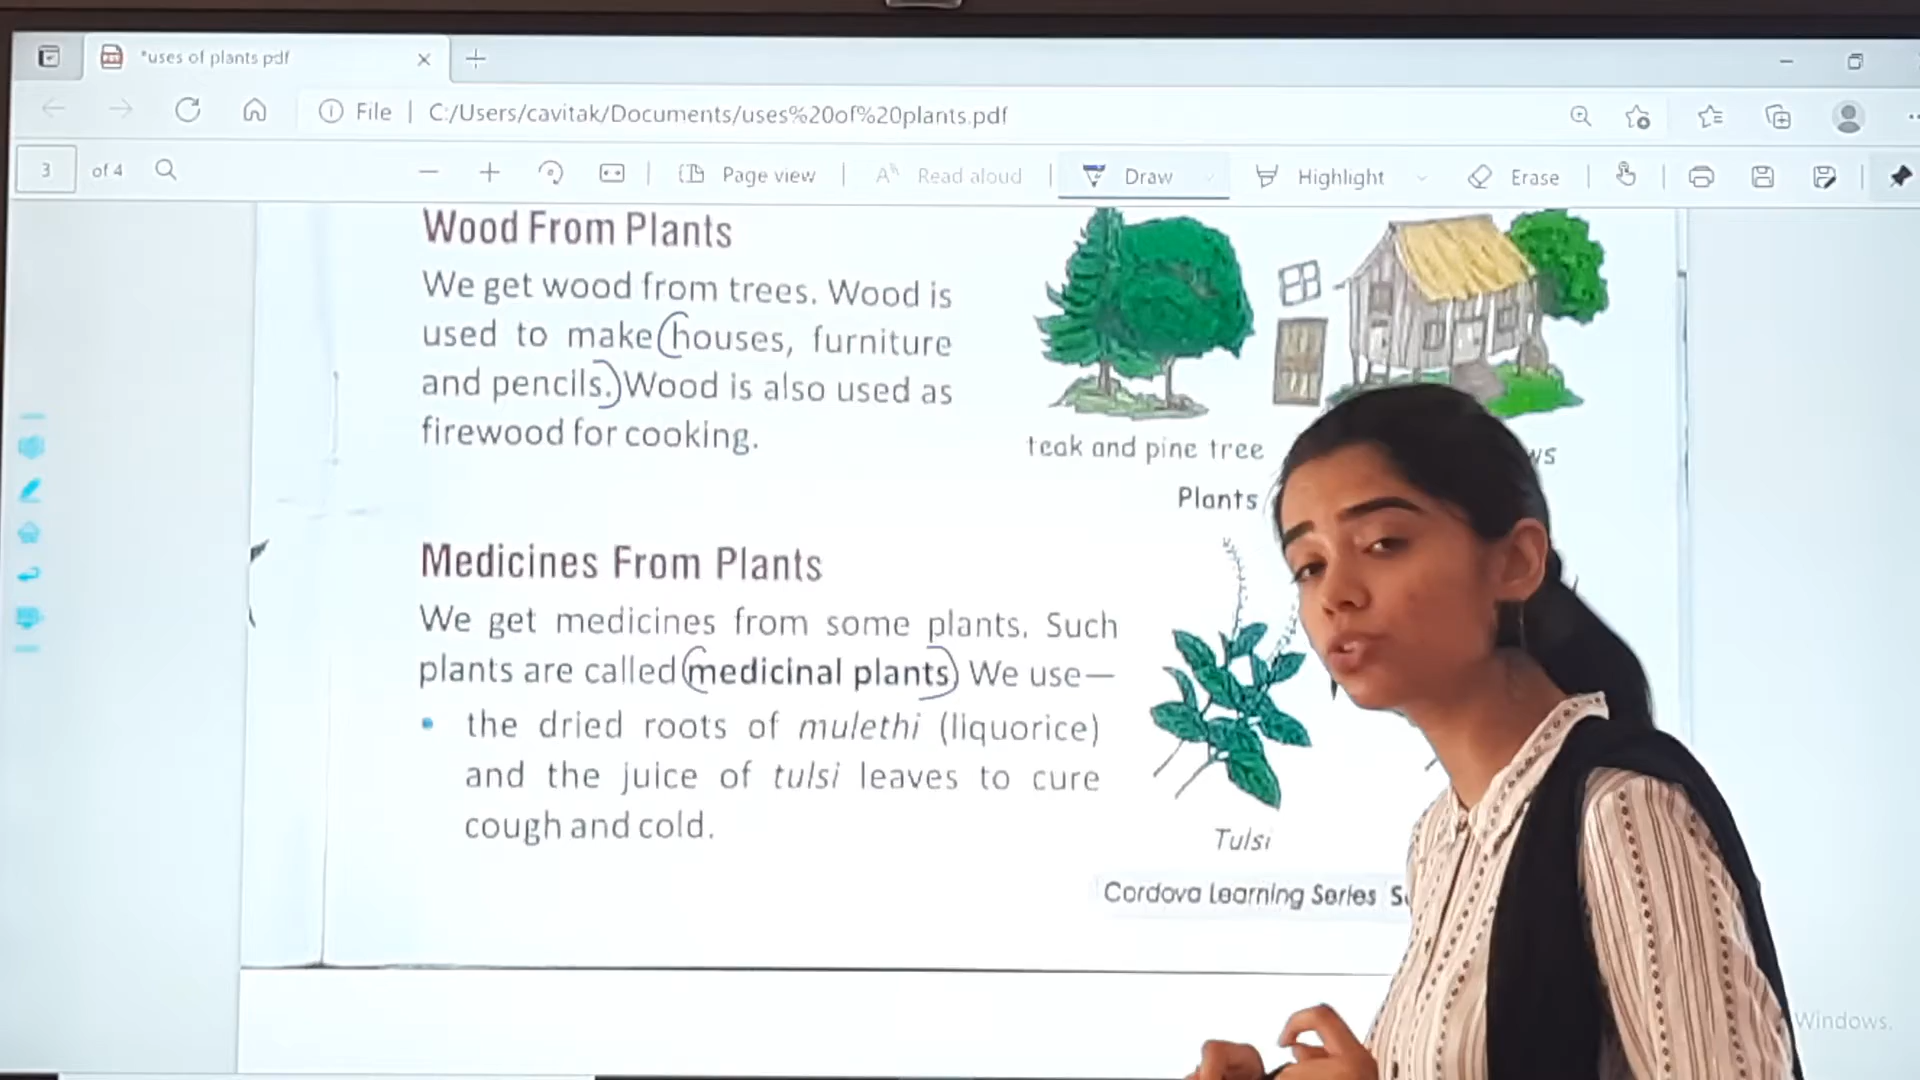 *uses of plants.pdf
File | C:/Users/cavitak/Documents/uses%20of%20plants.pdf
3 of 4 Page view Read aloud Draw Highlight Erase
Wood From Plants
We get wood from trees. Wood is
used to make houses, furniture
and pencils. Wood is also used as
firewood for cooking.
teak and pine tree
Plants
Medicines From Plants
We get medicines from some plants. Such
plants are called medicinal plants We use—
• the dried roots of mulethi (liquorice)
and the juice of tulsi leaves to cure
cough and cold.
Tulsi
Cordova Learning Series
Windows.